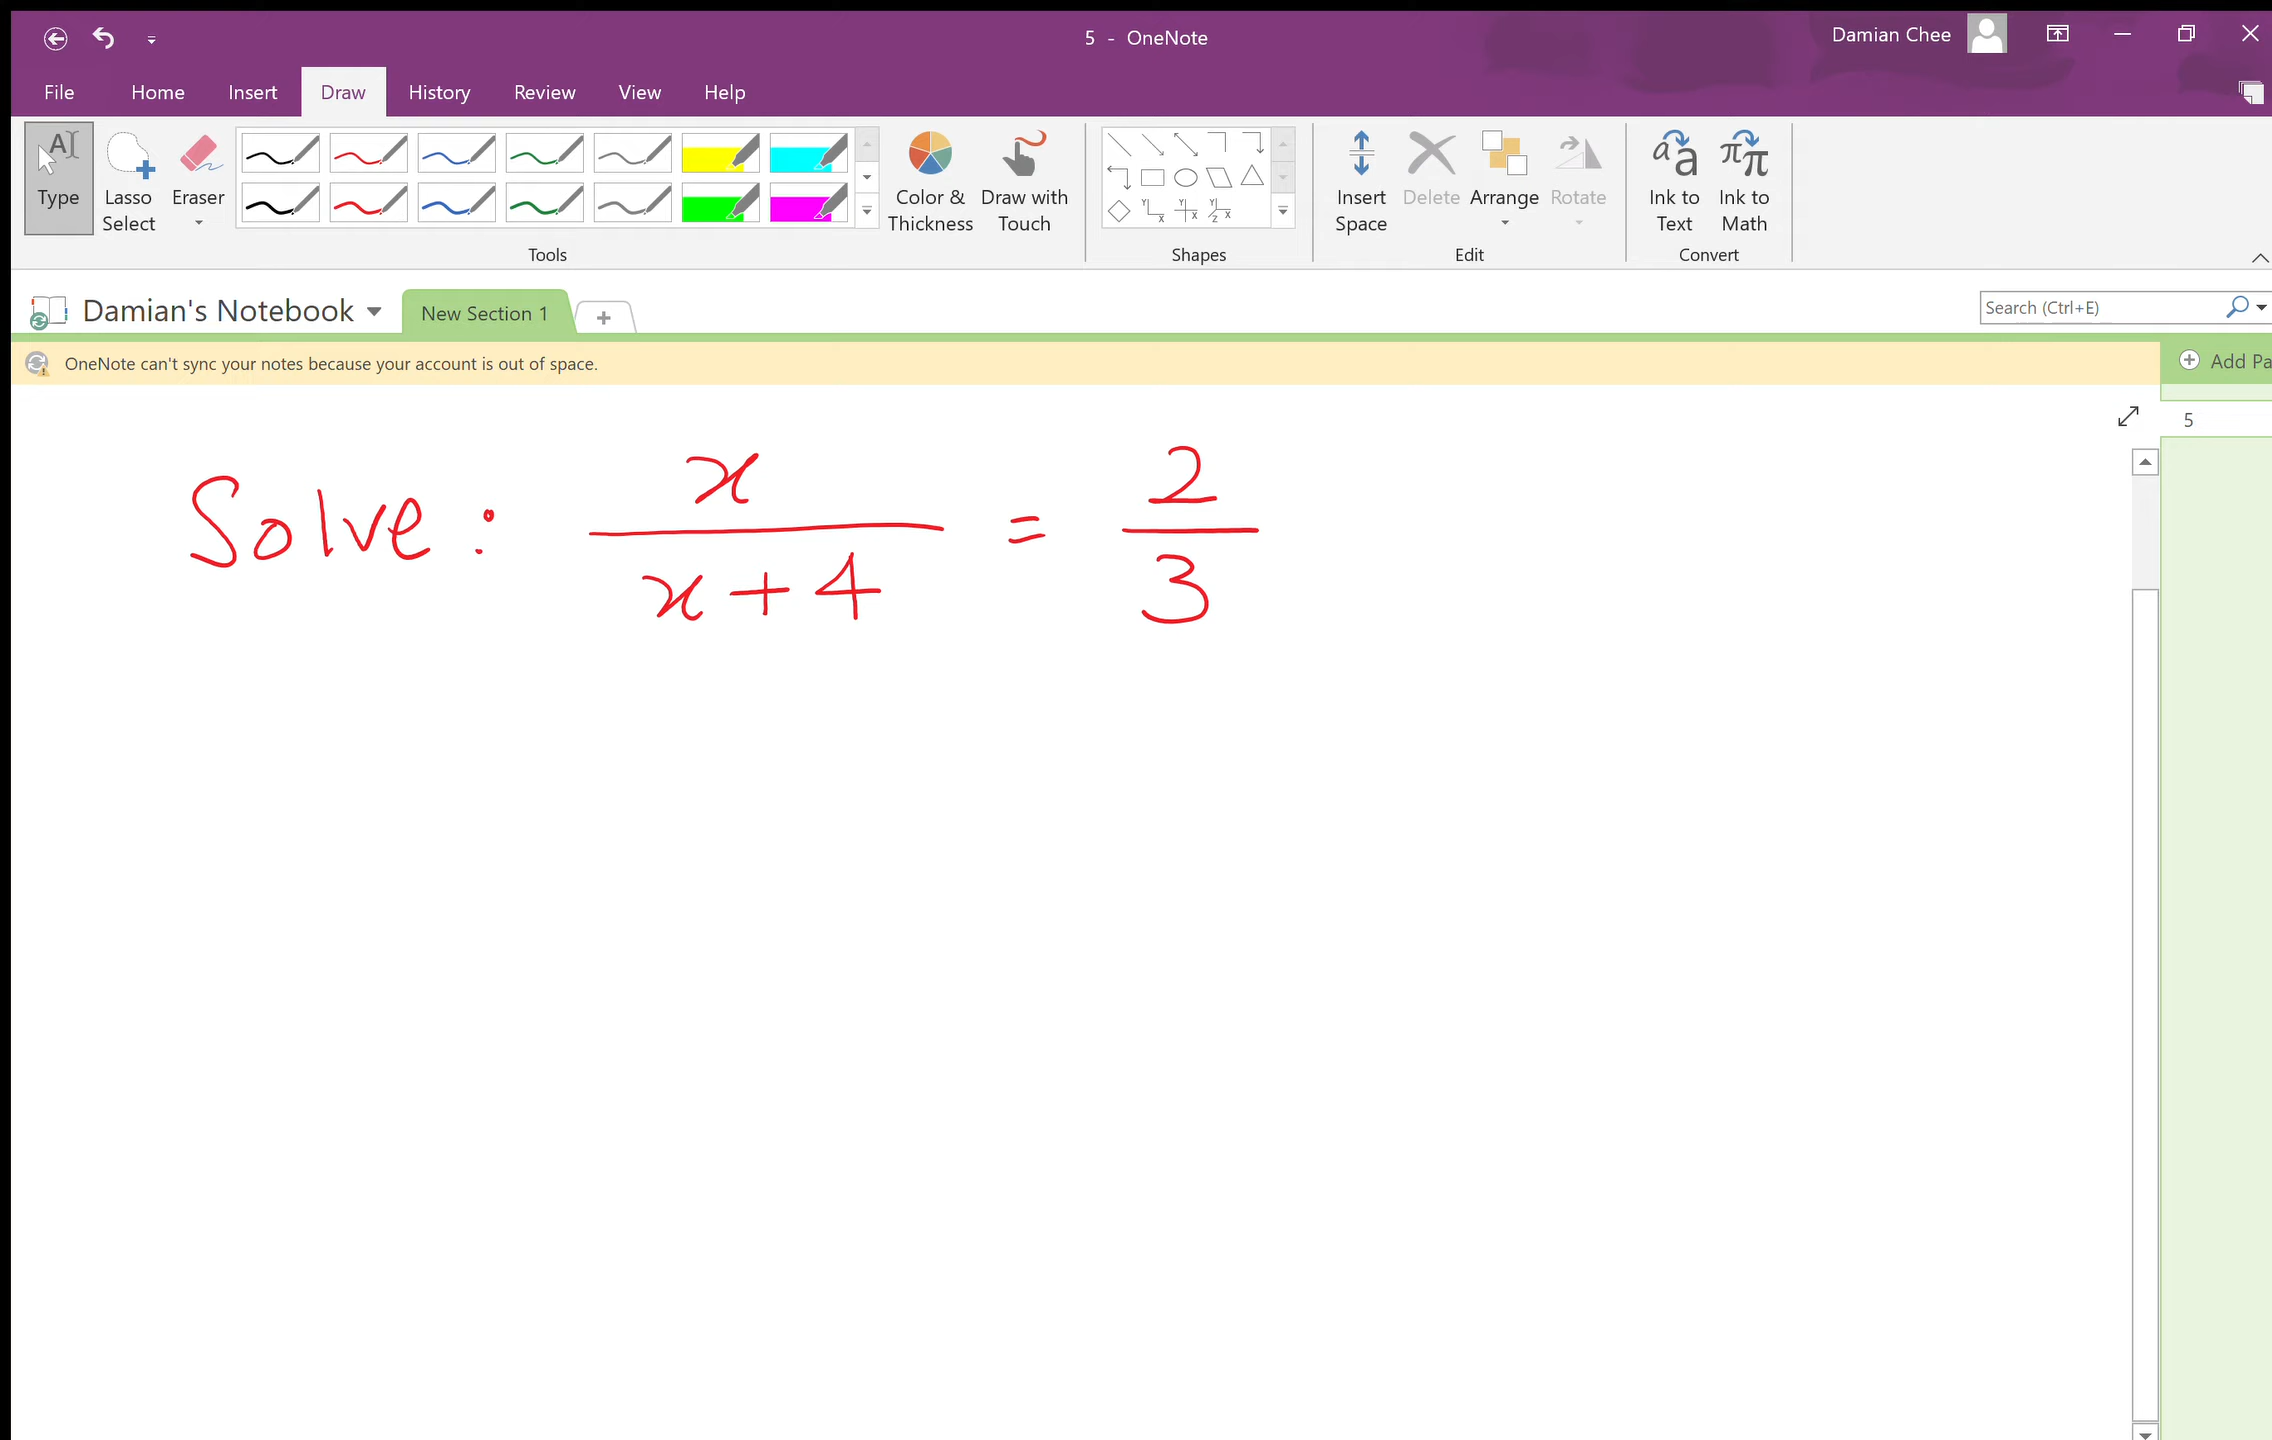 5 - OneNote
Damian Chee
File Home Insert Draw History Review View Help
Type
Lasso Select
Eraser
Color & Thickness
Draw with Touch
Insert Space
Delete
Arrange
Rotate
Ink to Text
Ink to Math
Tools
Shapes
Edit
Convert
Damian's Notebook
New Section 1
Search (Ctrl+E)
OneNote can't sync your notes because your account is out of space.
Add Pa
5
Solve: x/(x+4) = 2/3